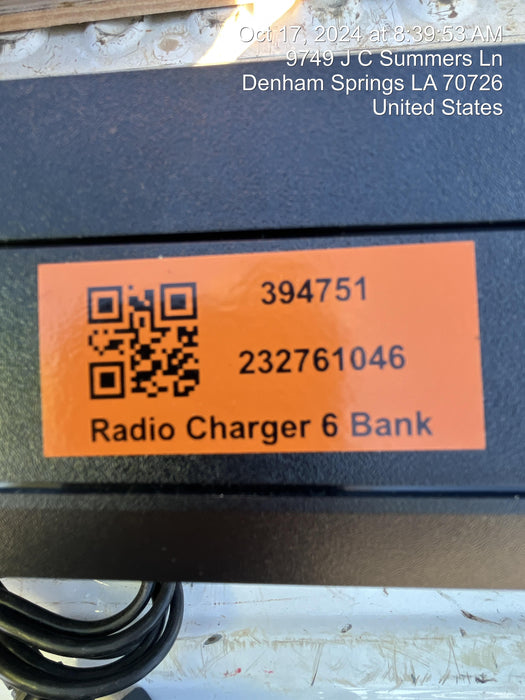 Oct 17, 2024 at 8:39:53 AM
9749 J C Summers Ln
Denham Springs LA 70726
United States
394751
232761046
Radio Charger 6 Bank